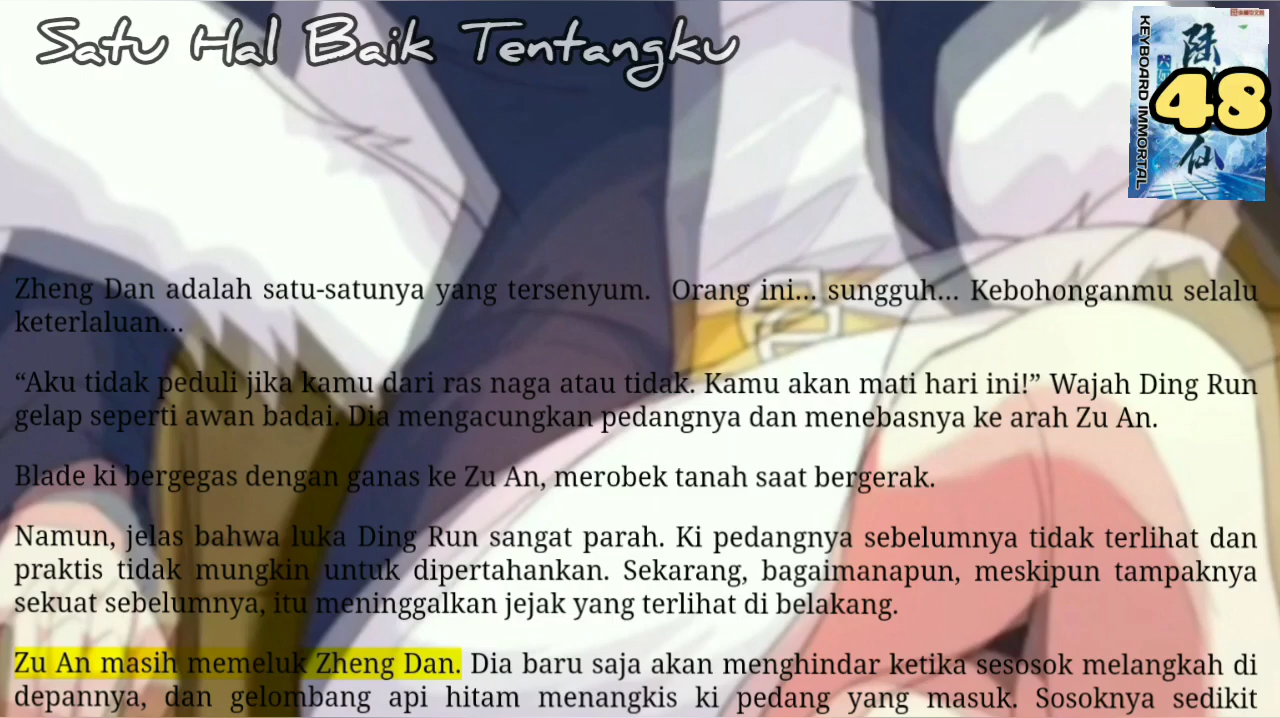 Satu Hal Baik Tentangku
KEYBOARD IMMORTAL
48
Zheng Dan adalah satu-satunya yang tersenyum. Orang ini... sungguh... Kebohonganmu selalu
keterlaluan...
“Aku tidak peduli jika kamu dari ras naga atau tidak. Kamu akan mati hari ini!” Wajah Ding Run
gelap seperti awan badai. Dia mengacungkan pedangnya dan menebasnya ke arah Zu An.
Blade ki bergegas dengan ganas ke Zu An, merobek tanah saat bergerak.
Namun, jelas bahwa luka Ding Run sangat parah. Ki pedangnya sebelumnya tidak terlihat dan
praktis tidak mungkin untuk dipertahankan. Sekarang, bagaimanapun, meskipun tampaknya
sekuat sebelumnya, itu meninggalkan jejak yang terlihat di belakang.
Zu An masih memeluk Zheng Dan. Dia baru saja akan menghindar ketika sesosok melangkah di
depannya, dan gelombang api hitam menangkis ki pedang yang masuk. Sosoknya sedikit